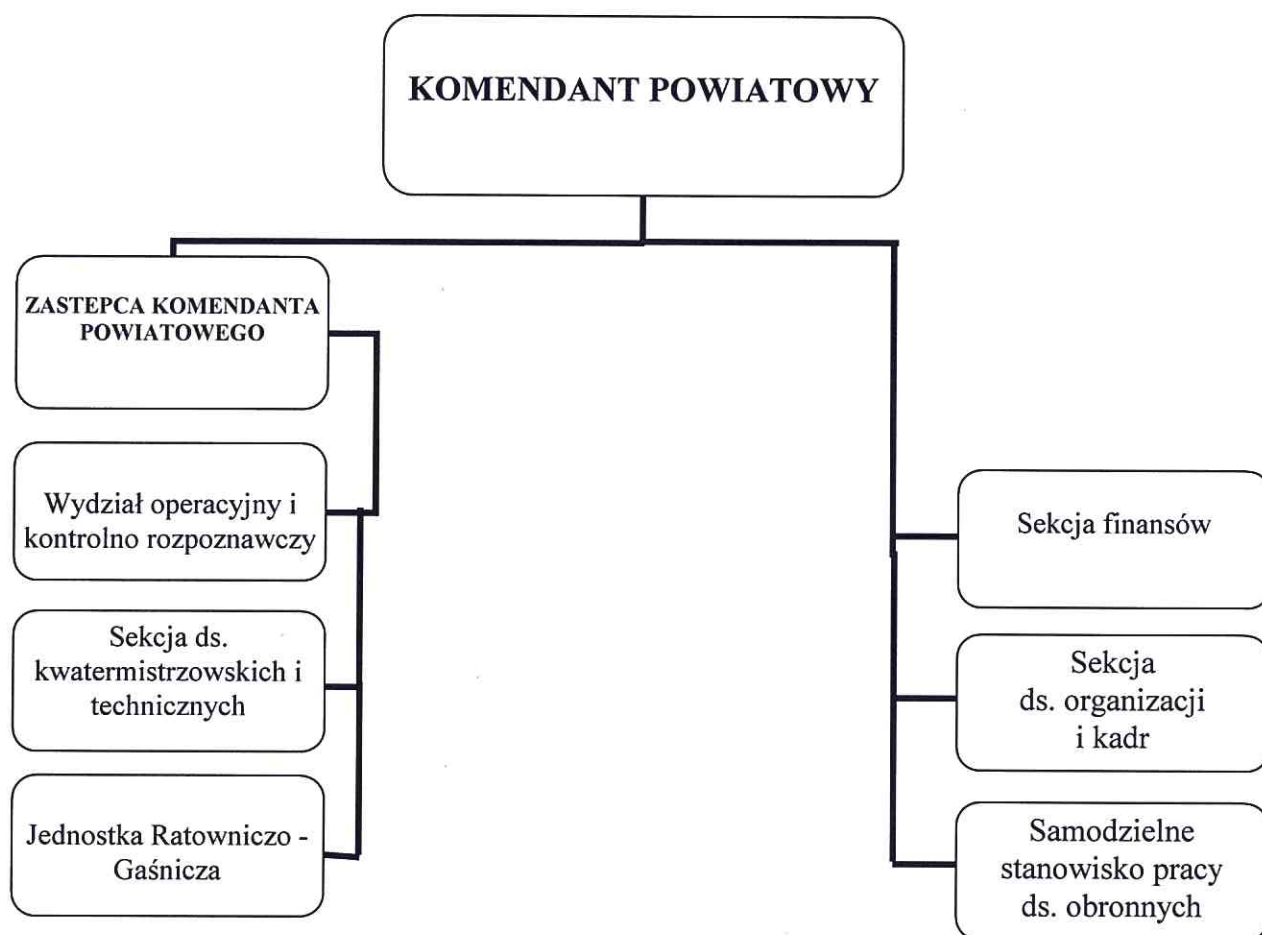 KOMENDANT POWIATOWY
ZASTEPCA KOMENDANTA
POWIATOWEGO
Wydział operacyjny i
kontrolno rozpoznawczy
Sekcja ds.
kwatermistrzowskich i
technicznych
Jednostka Ratowniczo -
Gaśnicza
Sekcja finansów
Sekcja
ds. organizacji
i kadr
Samodzielne
stanowisko pracy
ds. obronnych